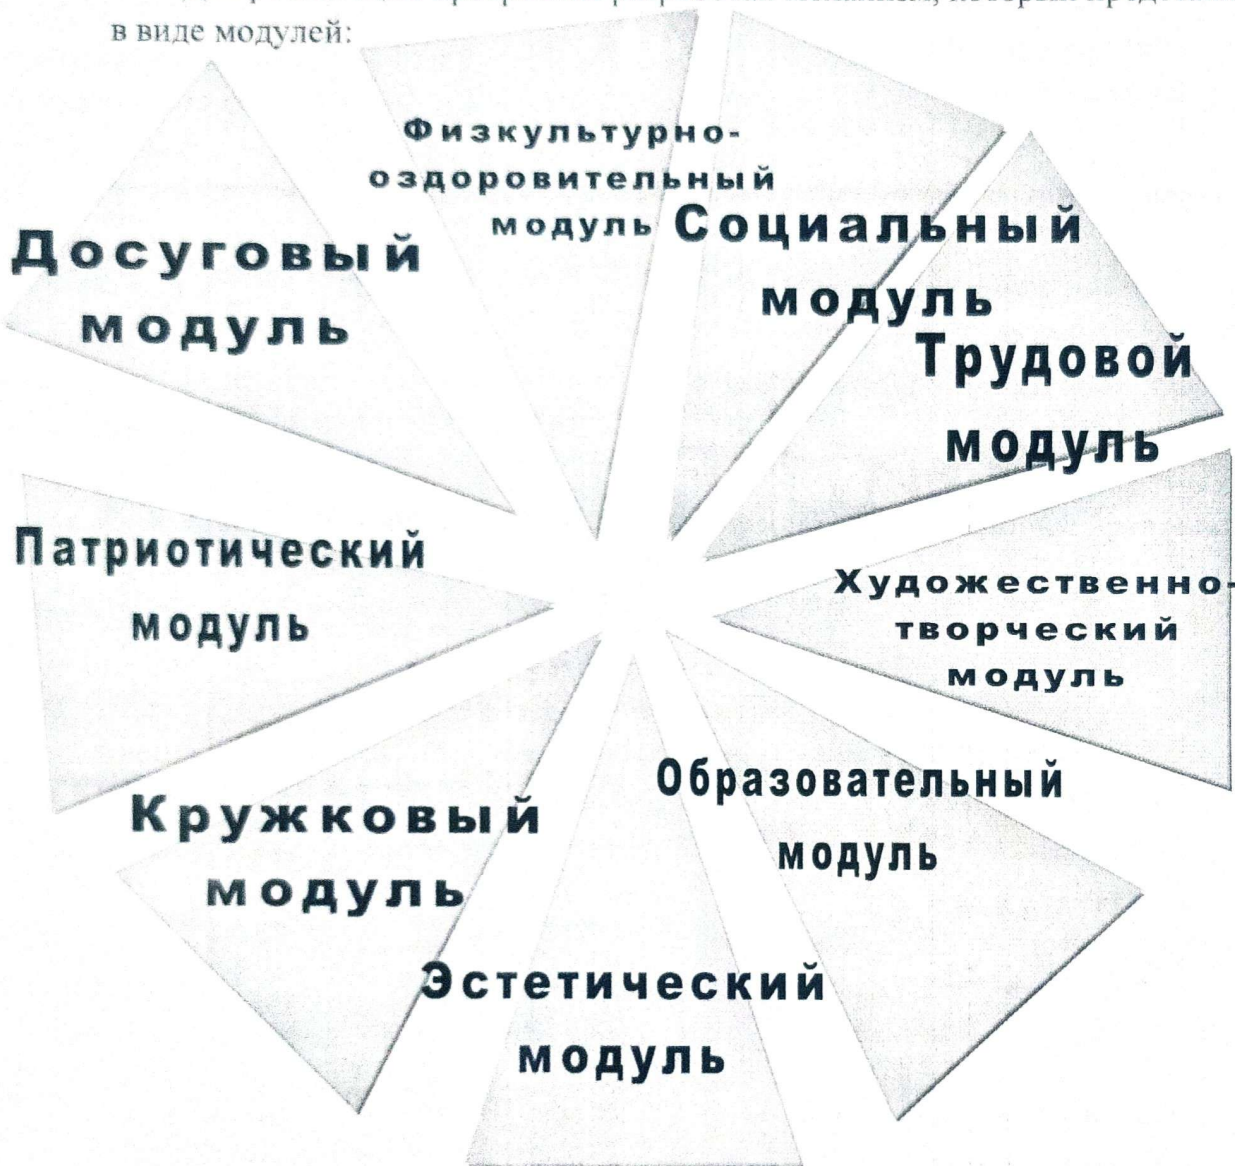 в виде модулей:
Физкультурно-
оздоровительный
модуль
Социальный
модуль
Досуговый
модуль
Трудовой
модуль
Патриотический
модуль
Художественно-
творческий
модуль
Образовательный
модуль
Кружковый
модуль
Эстетический
модуль